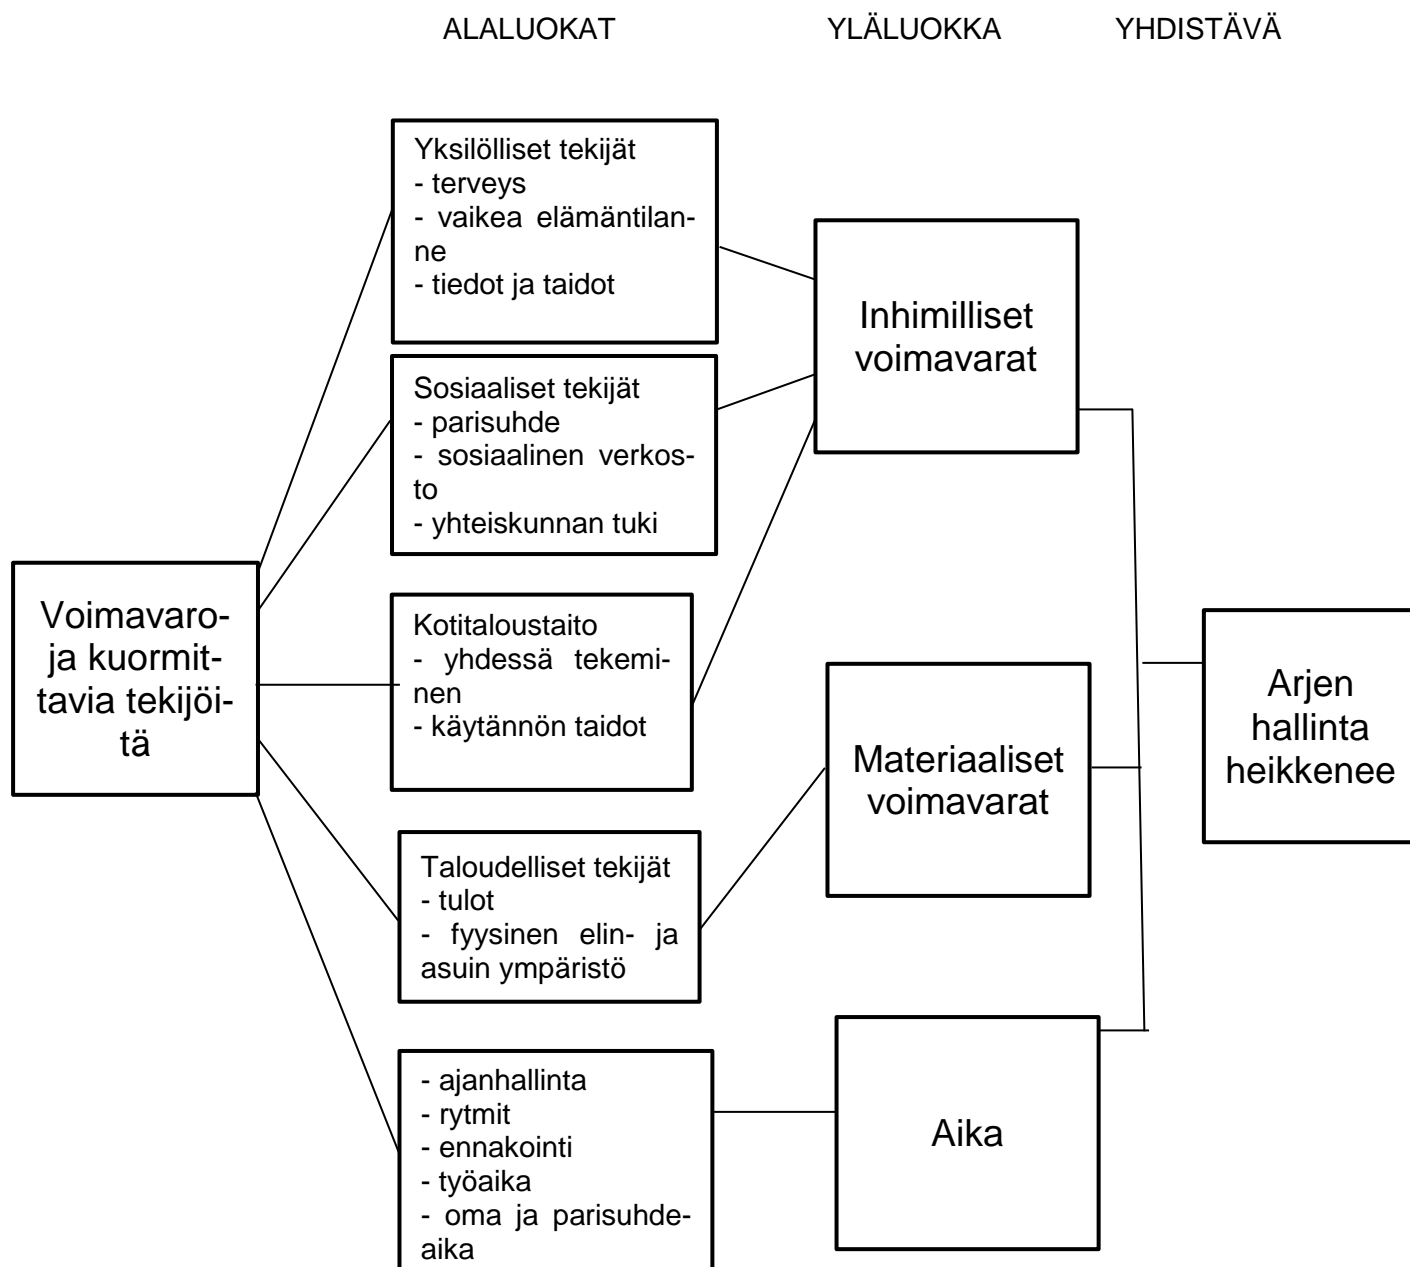 ALALUOKAT YLÄLUOKKA YHDISTÄVÄ
Yksilölliset tekijät
- terveys
- vaikea elämäntilan-
ne
- tiedot ja taidot
Sosiaaliset tekijät
- parisuhde
- sosiaalinen verkos-
to
- yhteiskunnan tuki
Kotitaloustaito
- yhdessä tekemi-
nen
- käytännön taidot
Taloudelliset tekijät
- tulot
- fyysinen elin- ja
asuin ympäristö
- ajanhallinta
- rytmit
- ennakointi
- työaika
- oma ja parisuhde-
aika
Voimavaro-
ja kuormit-
tavia tekijöi-
tä
Inhimilliset
voimavarat
Materiaaliset
voimavarat
Aika
Arjen
hallinta
heikkenee